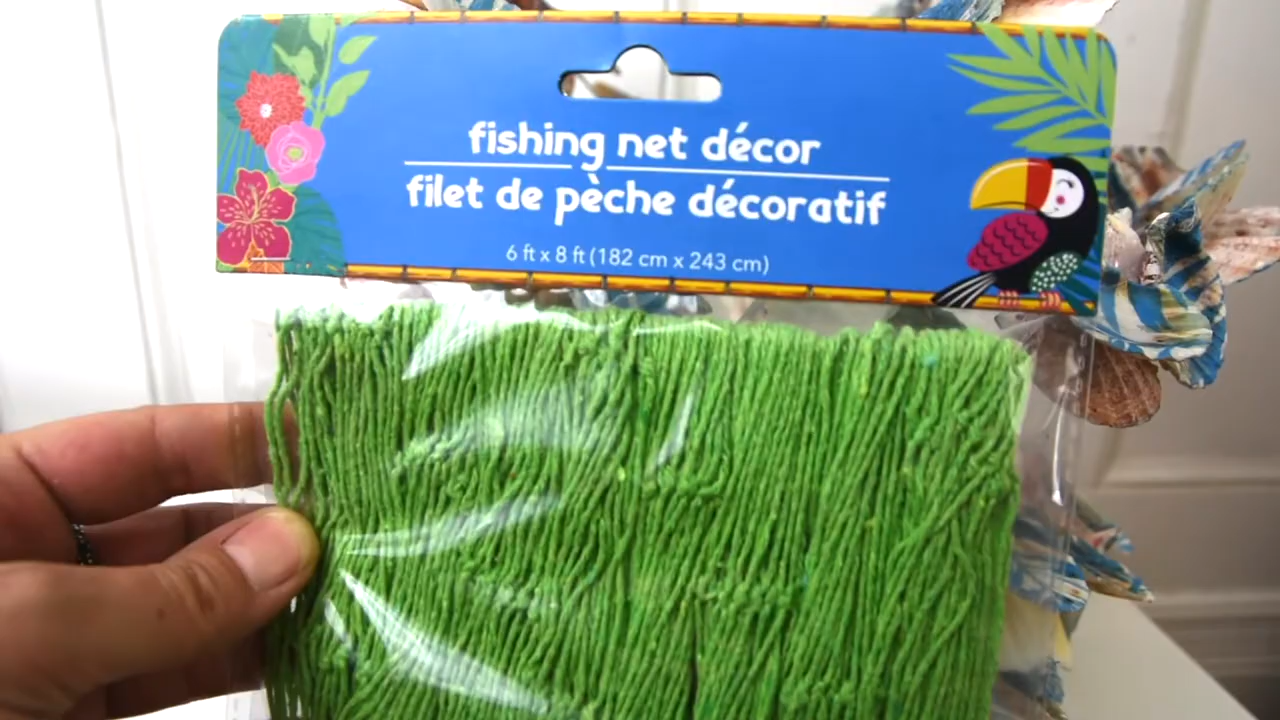 fishing net décor
filet de pèche décoratif
6 ft x 8 ft (182 cm x 243 cm)